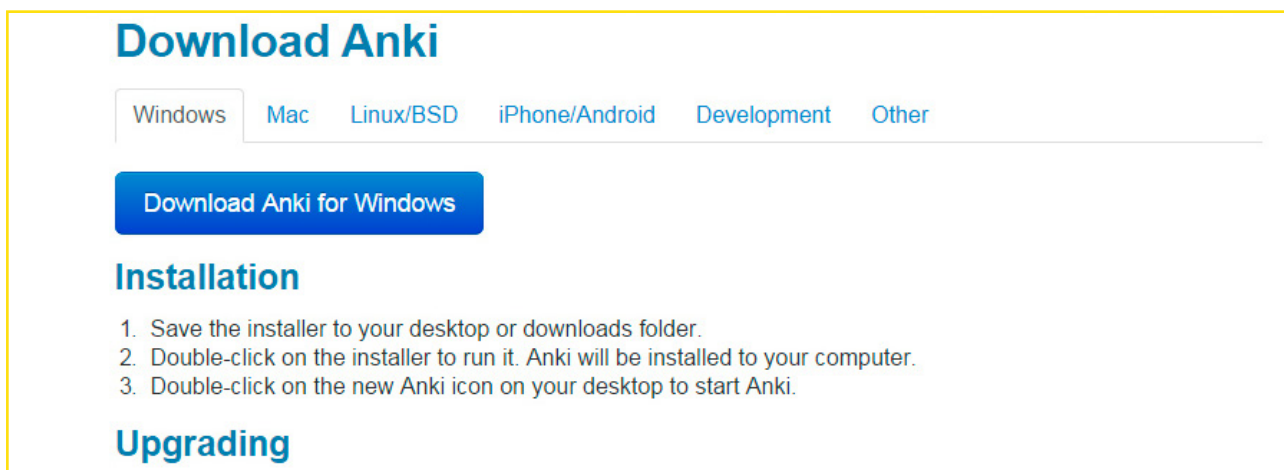 Download Anki
Windows Mac Linux/BSD iPhone/Android Development Other
Download Anki for Windows
Installation
1. Save the installer to your desktop or downloads folder.
2. Double-click on the installer to run it. Anki will be installed to your computer.
3. Double-click on the new Anki icon on your desktop to start Anki.
Upgrading